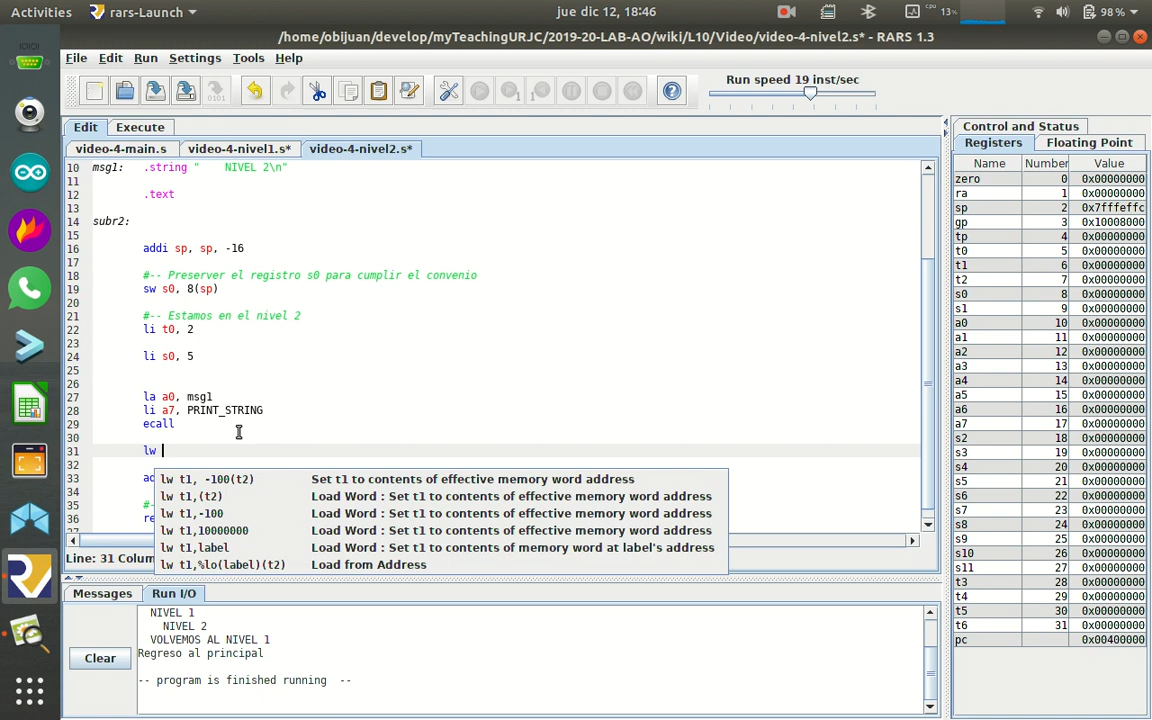 Activities rars-Launch jue dic 12, 18:46 cpu 13% 98%
/home/obijuan/develop/myTeachingURJC/2019-20-LAB-AO/wiki/L10/Video/video-4-nivel2.s* - RARS 1.3
File Edit Run Settings Tools Help
Run speed 19 inst/sec
Edit Execute
video-4-main.s video-4-nivel1.s* video-4-nivel2.s*
10 msg1: .string "    NIVEL 2\n"
11
12 .text
13
14 subr2:
15
16 addi sp, sp, -16
17
18 #-- Preserver el registro s0 para cumplir el convenio
19 sw s0, 8(sp)
20
21 #-- Estamos en el nivel 2
22 li t0, 2
23
24 li s0, 5
25
26
27 la a0, msg1
28 li a7, PRINT_STRING
29 ecall
30
31 lw
32
33 ad
34
35 #-
36 re
lw t1, -100(t2) Set t1 to contents of effective memory word address
lw t1,(t2) Load Word : Set t1 to contents of effective memory word address
lw t1,-100 Load Word : Set t1 to contents of effective memory word address
lw t1,10000000 Load Word : Set t1 to contents of effective memory word address
lw t1,label Load Word : Set t1 to contents of memory word at label's address
lw t1,%lo(label)(t2) Load from Address
Line: 31 Colum
Messages Run I/O
Clear
NIVEL 1
NIVEL 2
VOLVEMOS AL NIVEL 1
Regreso al principal
-- program is finished running --
Control and Status
Registers Floating Point
Name Number Value
zero 0 0x00000000
ra 1 0x00000000
sp 2 0x7fffeffc
gp 3 0x10008000
tp 4 0x00000000
t0 5 0x00000000
t1 6 0x00000000
t2 7 0x00000000
s0 8 0x00000000
s1 9 0x00000000
a0 10 0x00000000
a1 11 0x00000000
a2 12 0x00000000
a3 13 0x00000000
a4 14 0x00000000
a5 15 0x00000000
a6 16 0x00000000
a7 17 0x00000000
s2 18 0x00000000
s3 19 0x00000000
s4 20 0x00000000
s5 21 0x00000000
s6 22 0x00000000
s7 23 0x00000000
s8 24 0x00000000
s9 25 0x00000000
s10 26 0x00000000
s11 27 0x00000000
t3 28 0x00000000
t4 29 0x00000000
t5 30 0x00000000
t6 31 0x00000000
pc 0x00400000